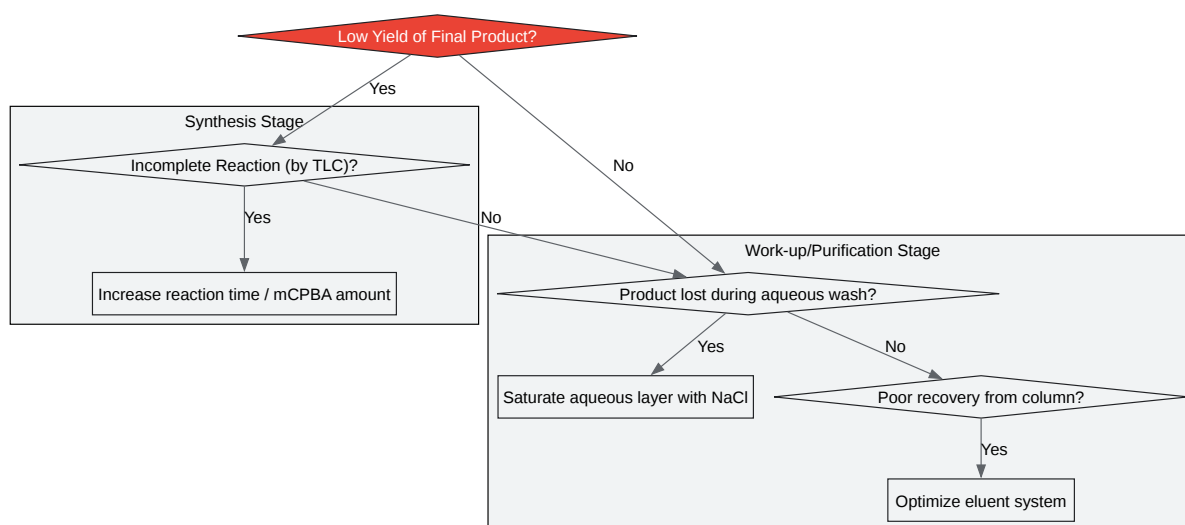 Low Yield of Final Product?
Yes
Synthesis Stage
Incomplete Reaction (by TLC)?
No
Yes
No
Increase reaction time / mCPBA amount
Work-up/Purification Stage
Product lost during aqueous wash?
Yes
No
Saturate aqueous layer with NaCl
Poor recovery from column?
Yes
Optimize eluent system